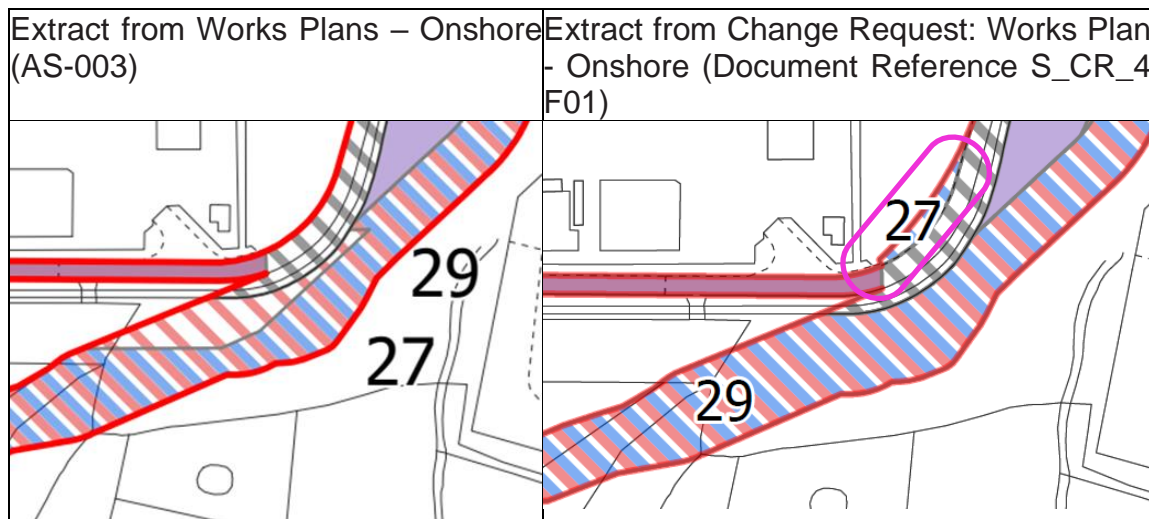 Extract from Works Plans – Onshore
(AS-003)
Extract from Change Request: Works Plan
- Onshore (Document Reference S_CR_4
F01)
29
27
27
29